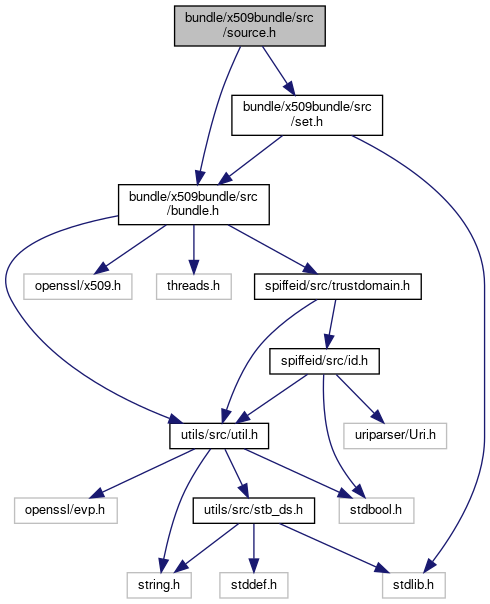 bundle/x509bundle/src
/source.h
bundle/x509bundle/src
/set.h
bundle/x509bundle/src
/bundle.h
openssl/x509.h
threads.h
spiffeid/src/trustdomain.h
spiffeid/src/id.h
utils/src/util.h
uriparser/Uri.h
openssl/evp.h
utils/src/stb_ds.h
stdbool.h
string.h
stddef.h
stdlib.h